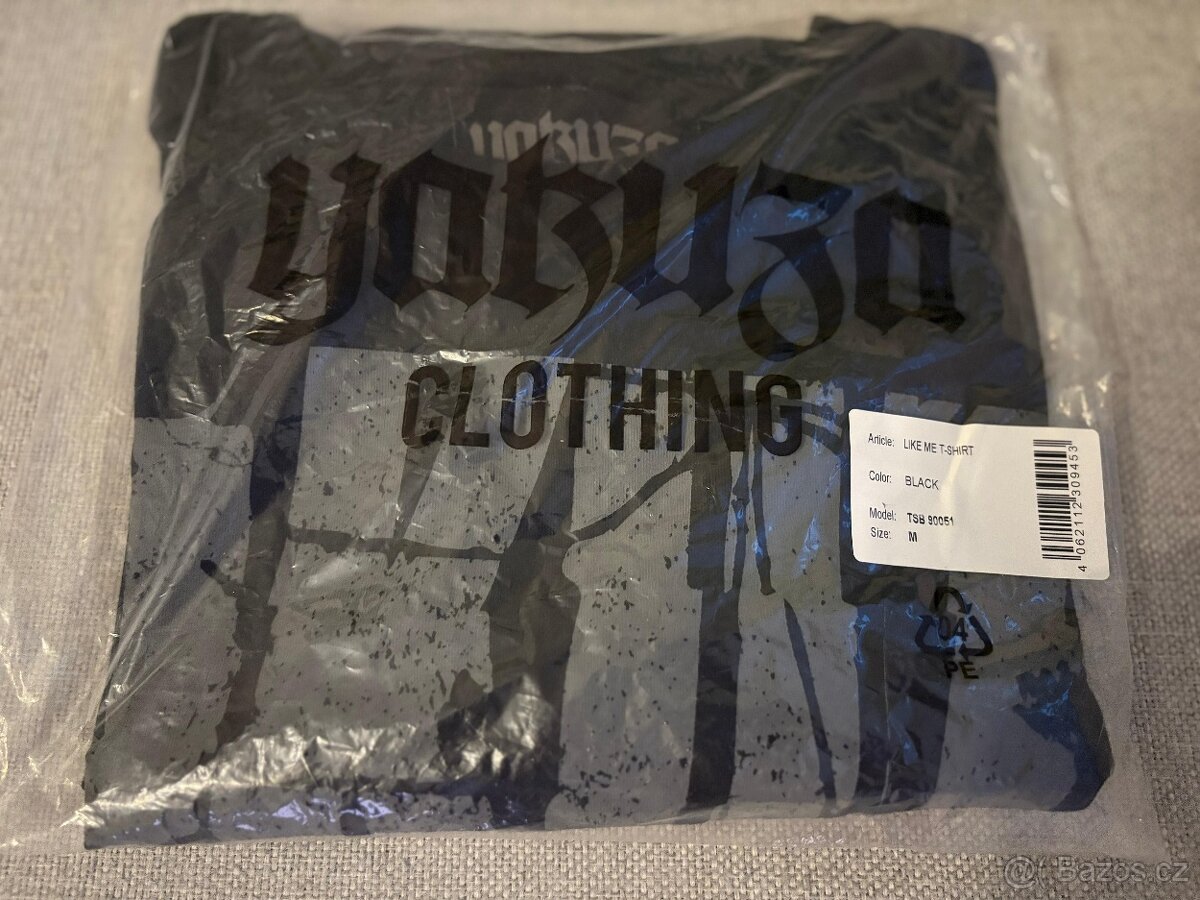 yakuza
yakuza
CLOTHING
Article: LIKE ME T-SHIRT
Color: BLACK
Model: TSB 90051
Size: M
4 062112 309453
04
PE
Bazos.cz